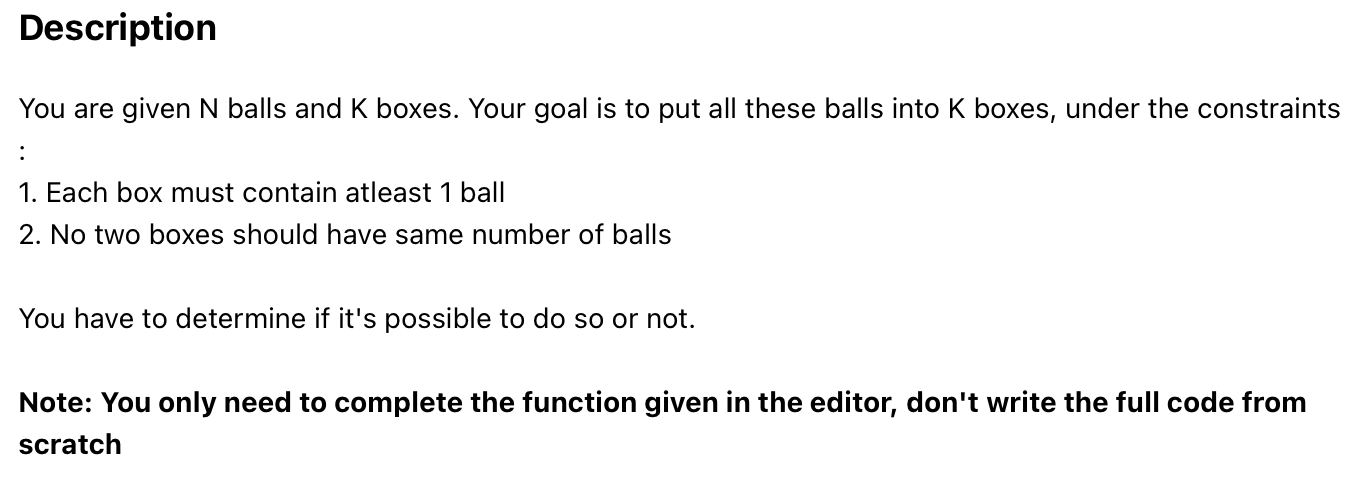 Description
You are given N balls and K boxes. Your goal is to put all these balls into K boxes, under the constraints
:
1. Each box must contain atleast 1 ball
2. No two boxes should have same number of balls
You have to determine if it's possible to do so or not.
Note: You only need to complete the function given in the editor, don't write the full code from
scratch